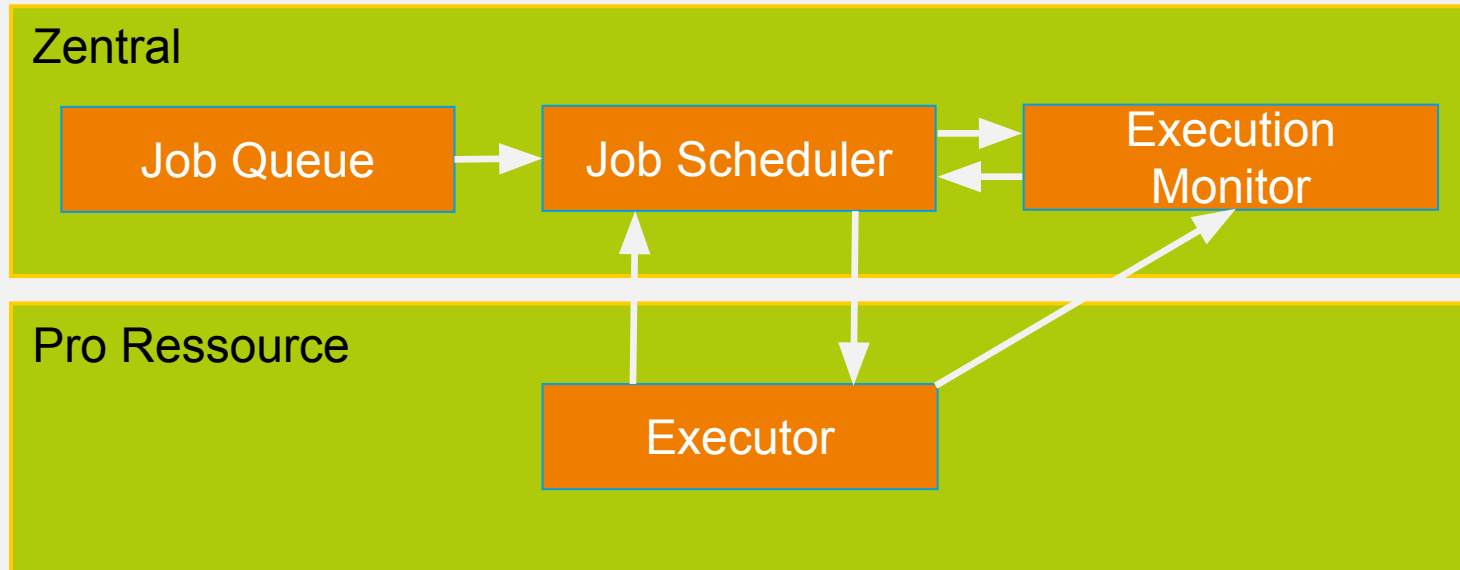 Zentral
Job Queue
Job Scheduler
Execution
Monitor
Pro Ressource
Executor